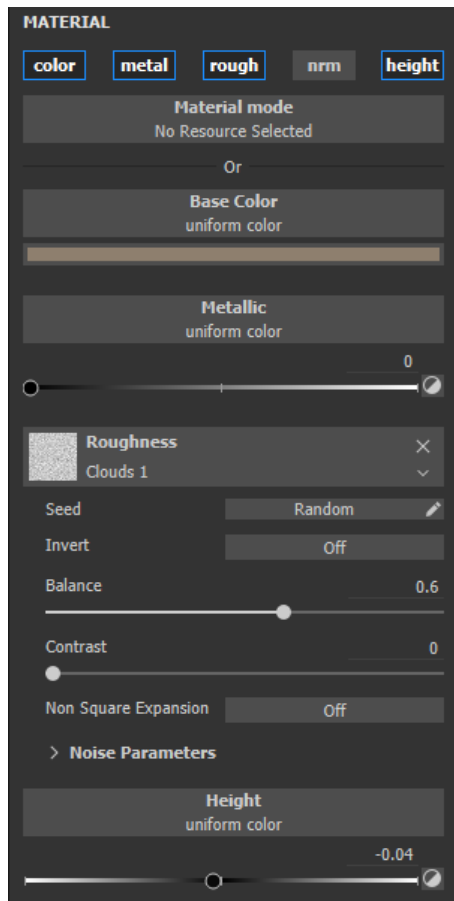 MATERIAL
color metal rough nrm height
Material mode
No Resource Selected
Or
Base Color
uniform color
Metallic
uniform color
0
Roughness
Clouds 1
Seed Random
Invert Off
Balance 0.6
Contrast 0
Non Square Expansion Off
Noise Parameters
Height
uniform color
-0.04